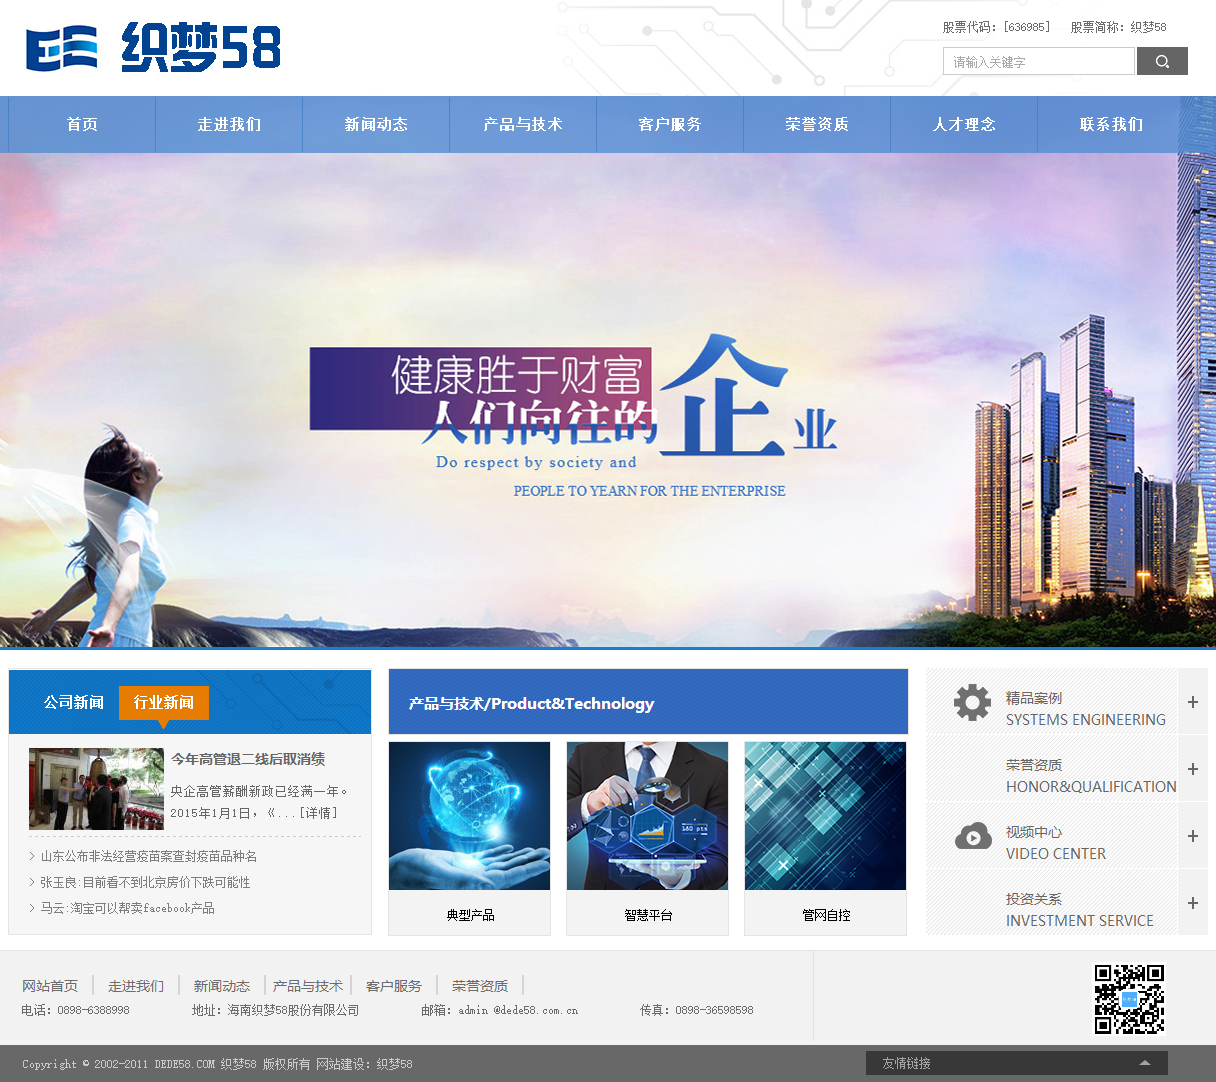 织梦58
股票代码：[636985] 股票简称：织梦58
请输入关键字
首页 走进我们 新闻动态 产品与技术 客户服务 荣誉资质 人才理念 联系我们
健康胜于财富
人们向往的企业
Do respect by society and
PEOPLE TO YEARN FOR THE ENTERPRISE
公司新闻 行业新闻
今年高管退二线后取消绩
央企高管薪酬新政已经满一年。
2015年1月1日，《...[详情]
山东公布非法经营疫苗案查封疫苗品种名
张玉良:目前看不到北京房价下跌可能性
马云:淘宝可以帮卖facebook产品
产品与技术/Product&Technology
180 pts
典型产品 智慧平台 管网自控
精品案例
SYSTEMS ENGINEERING
+
荣誉资质
HONOR&QUALIFICATION
+
视频中心
VIDEO CENTER
+
投资关系
INVESTMENT SERVICE
+
网站首页 走进我们 新闻动态 产品与技术 客户服务 荣誉资质
电话：0898-6388998 地址：海南织梦58股份有限公司 邮箱：admin @dede58.com.cn 传真：0898-36598598
Copyright © 2002-2011 DEDE58.COM 织梦58 版权所有 网站建设：织梦58
友情链接